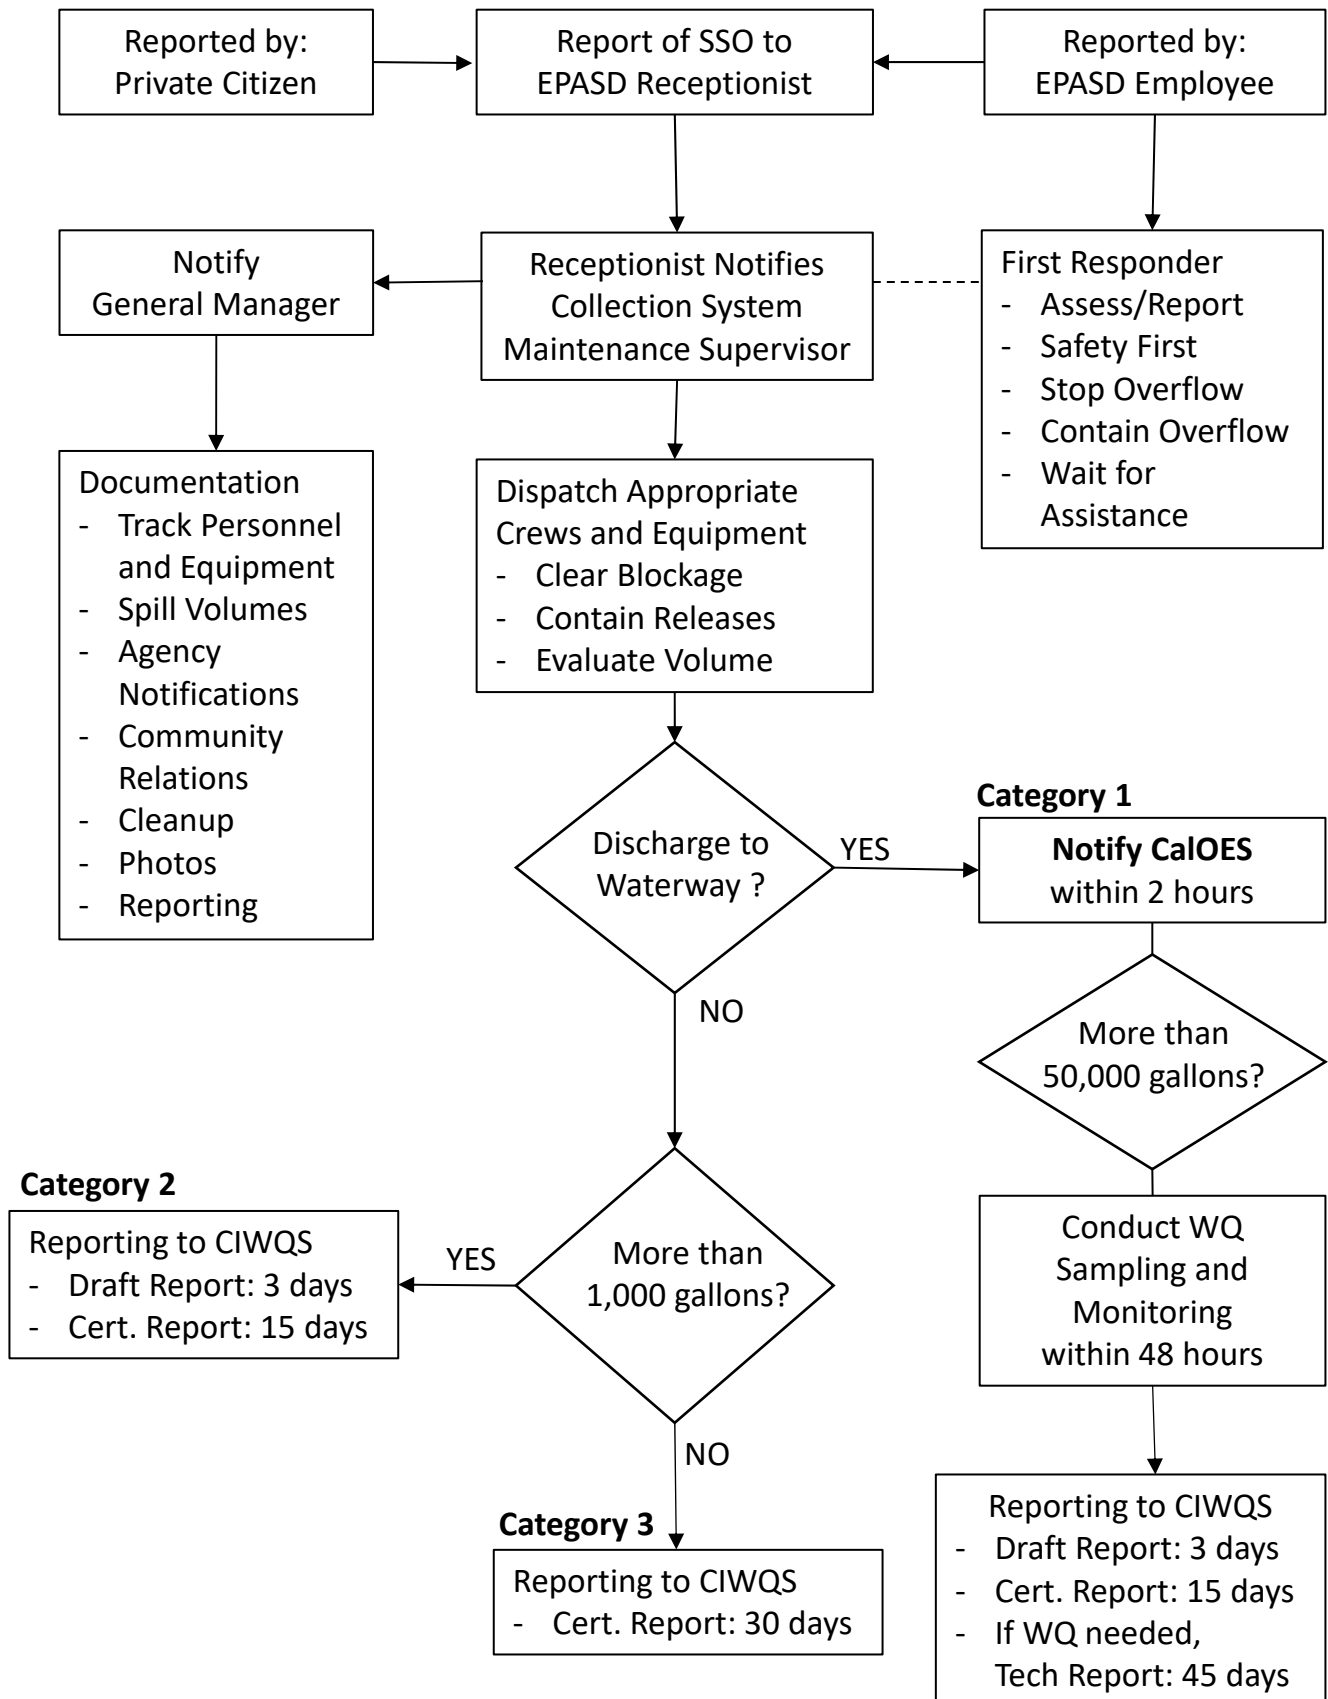 Reported by:
Private Citizen
Report of SSO to
EPASD Receptionist
Reported by:
EPASD Employee
Notify
General Manager
Receptionist Notifies
Collection System
Maintenance Supervisor
First Responder
- Assess/Report
- Safety First
- Stop Overflow
- Contain Overflow
- Wait for
Assistance
Documentation
- Track Personnel
and Equipment
- Spill Volumes
- Agency
Notifications
- Community
Relations
- Cleanup
- Photos
- Reporting
Dispatch Appropriate
Crews and Equipment
- Clear Blockage
- Contain Releases
- Evaluate Volume
Discharge to
Waterway ?
YES
NO
Category 1
Notify CalOES
within 2 hours
More than
50,000 gallons?
Conduct WQ
Sampling and
Monitoring
within 48 hours
Reporting to CIWQS
- Draft Report: 3 days
- Cert. Report: 15 days
- If WQ needed,
Tech Report: 45 days
More than
1,000 gallons?
YES
NO
Category 2
Reporting to CIWQS
- Draft Report: 3 days
- Cert. Report: 15 days
Category 3
Reporting to CIWQS
- Cert. Report: 30 days